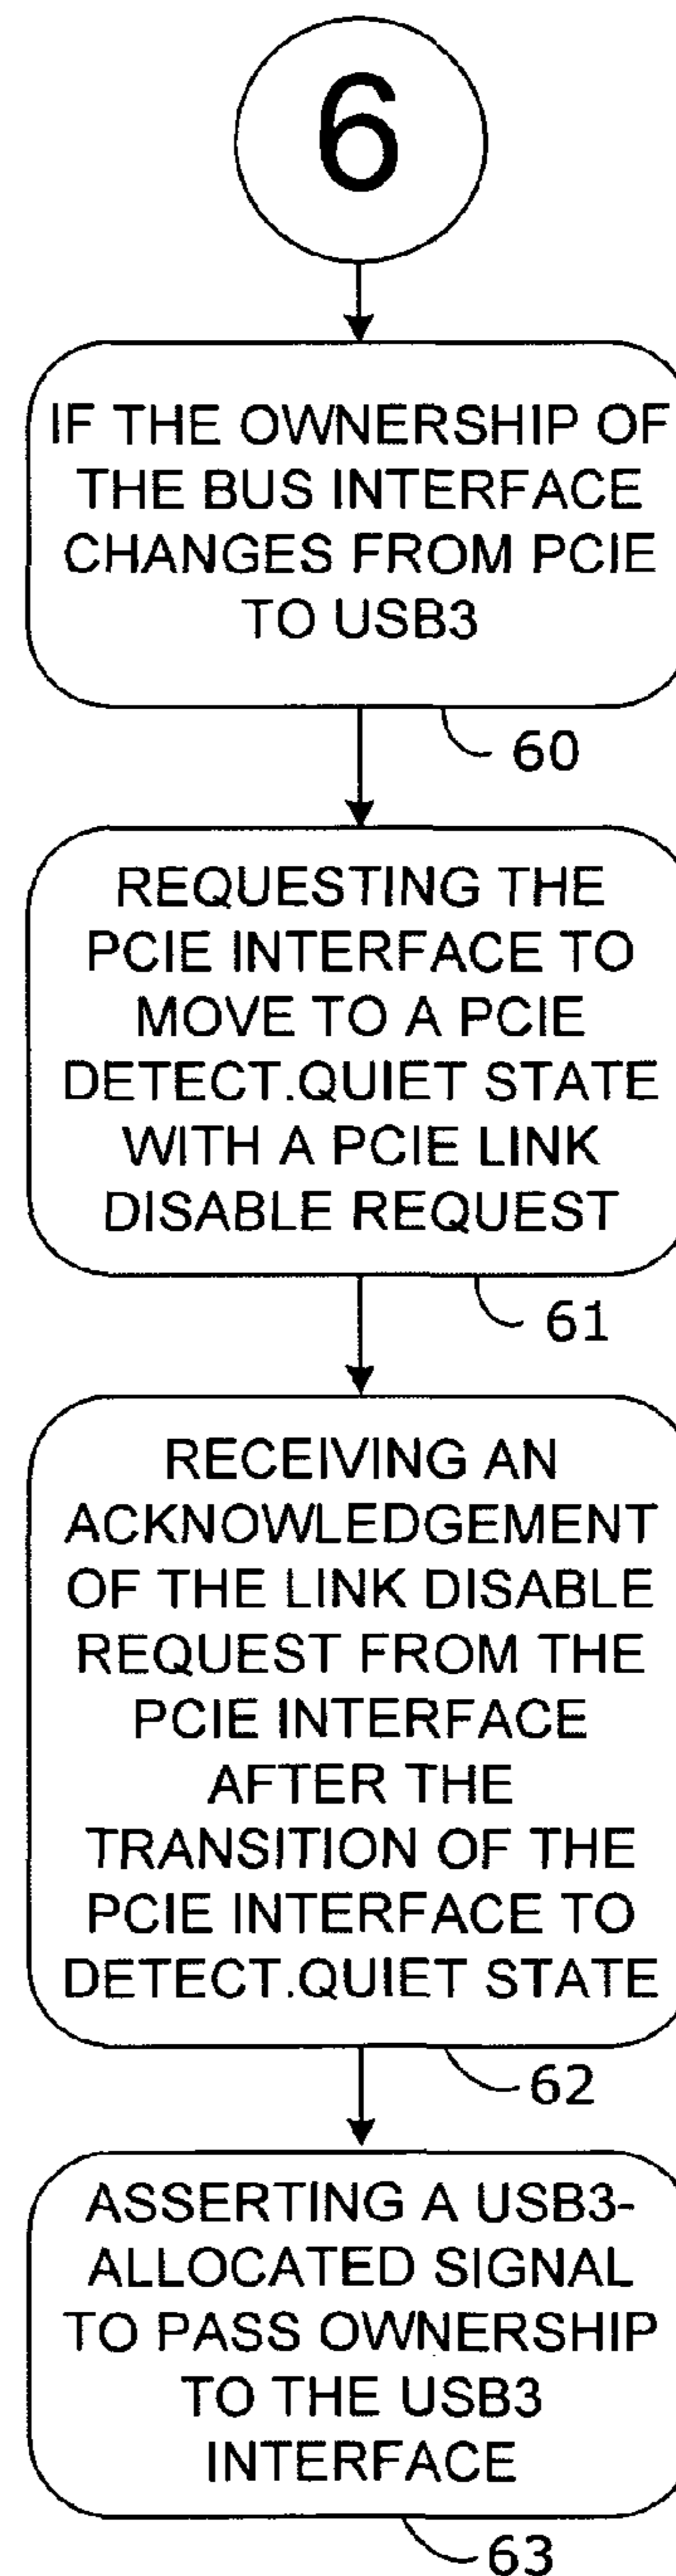 6
IF THE OWNERSHIP OF
THE BUS INTERFACE
CHANGES FROM PCIE
TO USB3
60
REQUESTING THE
PCIE INTERFACE TO
MOVE TO A PCIE
DETECT.QUIET STATE
WITH A PCIE LINK
DISABLE REQUEST
61
RECEIVING AN
ACKNOWLEDGEMENT
OF THE LINK DISABLE
REQUEST FROM THE
PCIE INTERFACE
AFTER THE
TRANSITION OF THE
PCIE INTERFACE TO
DETECT.QUIET STATE
62
ASSERTING A USB3-
ALLOCATED SIGNAL
TO PASS OWNERSHIP
TO THE USB3
INTERFACE
63